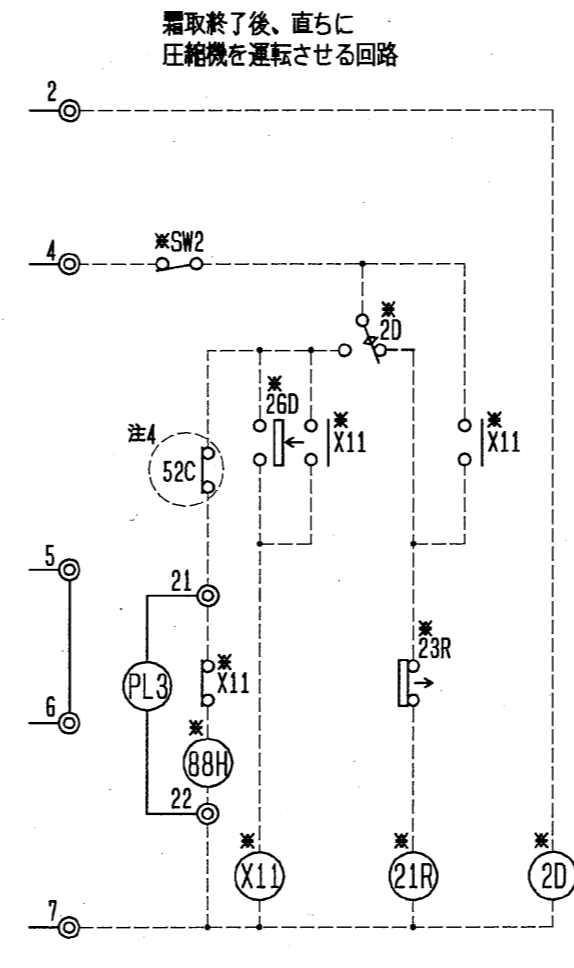 霜取終了後、直ちに
圧縮機を運転させる回路
2
4
※SW2
※
2D
※
26D
※
X11
※
X11
注4
52C
5
21
※
23R
PL3
※
X11
6
※
88H
22
※
X11
※
21R
※
2D
7